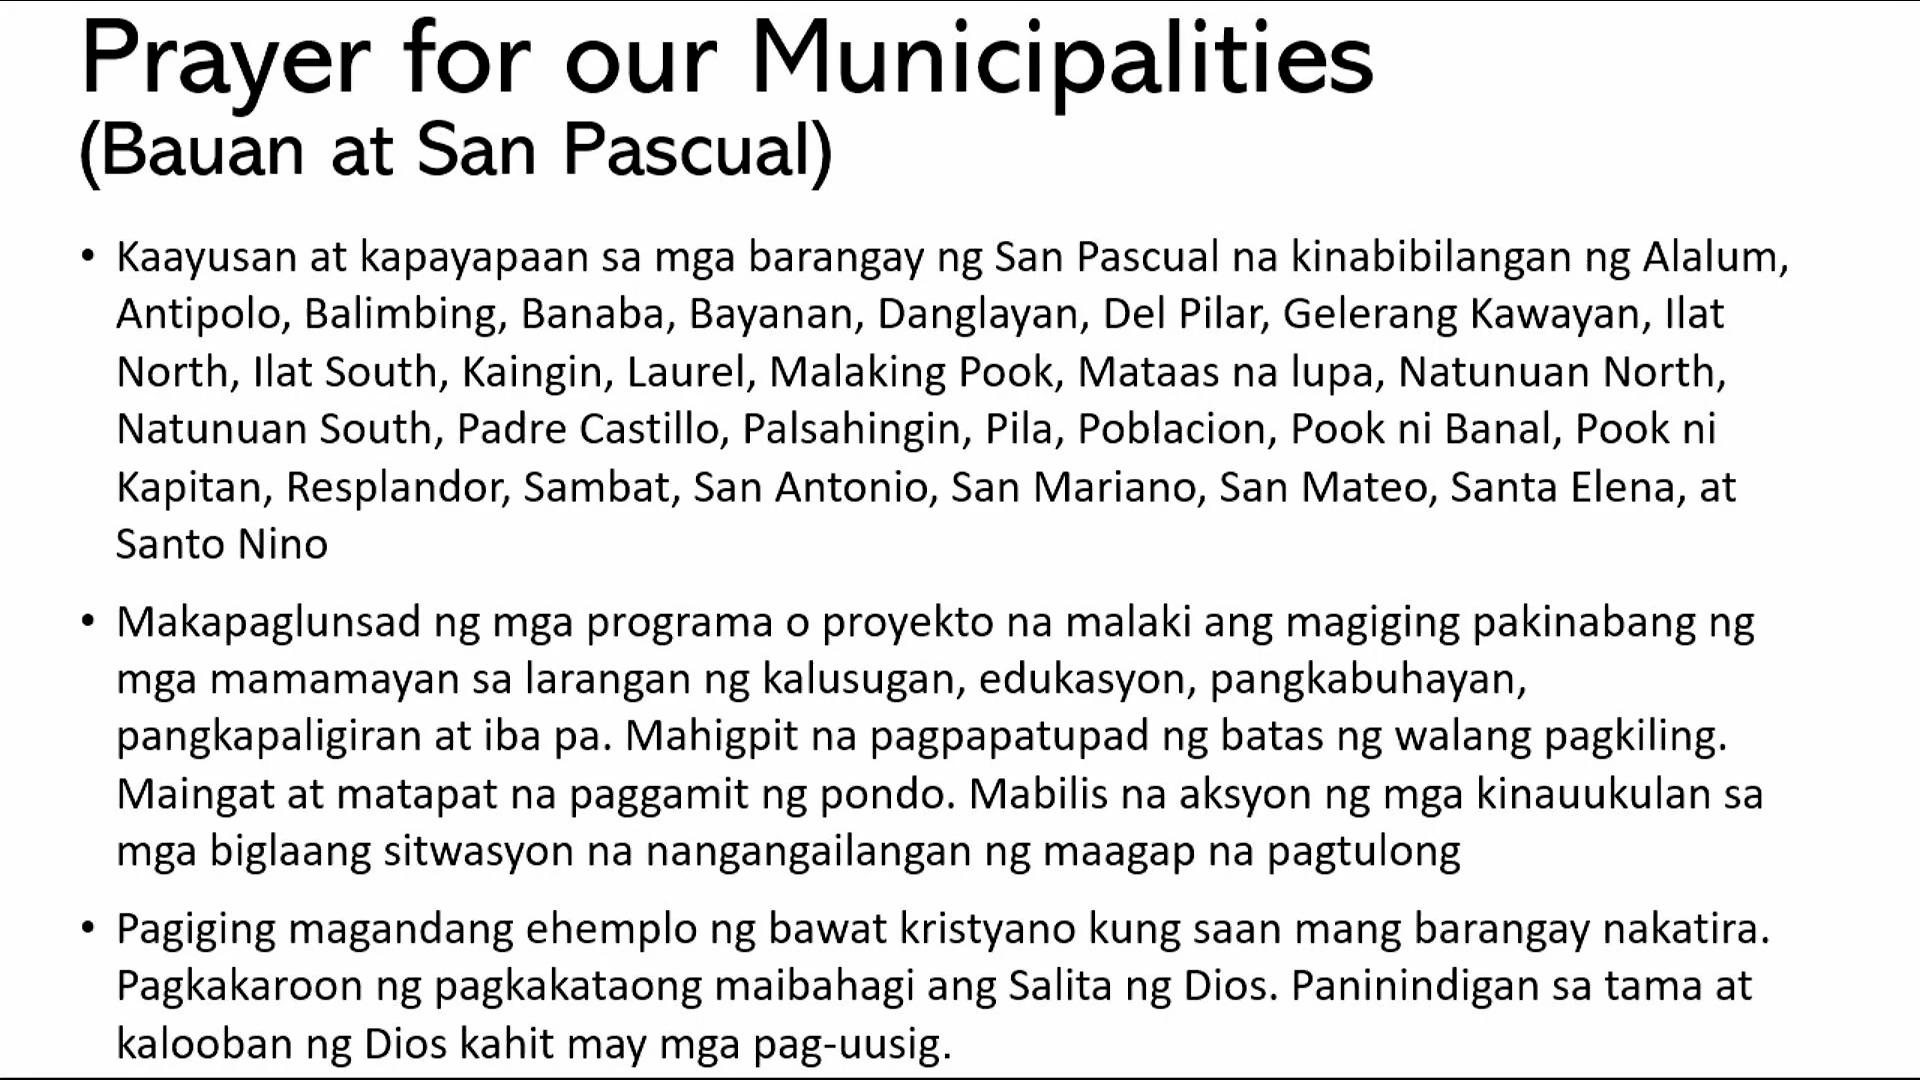 Prayer for our Municipalities
(Bauan at San Pascual)
• Kaayusan at kapayapaan sa mga barangay ng San Pascual na kinabibilangan ng Alalum,
Antipolo, Balimbing, Banaba, Bayanan, Danglayan, Del Pilar, Gelerang Kawayan, Ilat
North, Ilat South, Kaingin, Laurel, Malaking Pook, Mataas na lupa, Natunuan North,
Natunuan South, Padre Castillo, Palsahingin, Pila, Poblacion, Pook ni Banal, Pook ni
Kapitan, Resplandor, Sambat, San Antonio, San Mariano, San Mateo, Santa Elena, at
Santo Nino
• Makapaglunsad ng mga programa o proyekto na malaki ang magiging pakinabang ng
mga mamamayan sa larangan ng kalusugan, edukasyon, pangkabuhayan,
pangkapaligiran at iba pa. Mahigpit na pagpapatupad ng batas ng walang pagkiling.
Maingat at matapat na paggamit ng pondo. Mabilis na aksyon ng mga kinauukulan sa
mga biglaang sitwasyon na nangangailangan ng maagap na pagtulong
• Pagiging magandang ehemplo ng bawat kristyano kung saan mang barangay nakatira.
Pagkakaroon ng pagkakataong maibahagi ang Salita ng Dios. Paninindigan sa tama at
kalooban ng Dios kahit may mga pag-uusig.